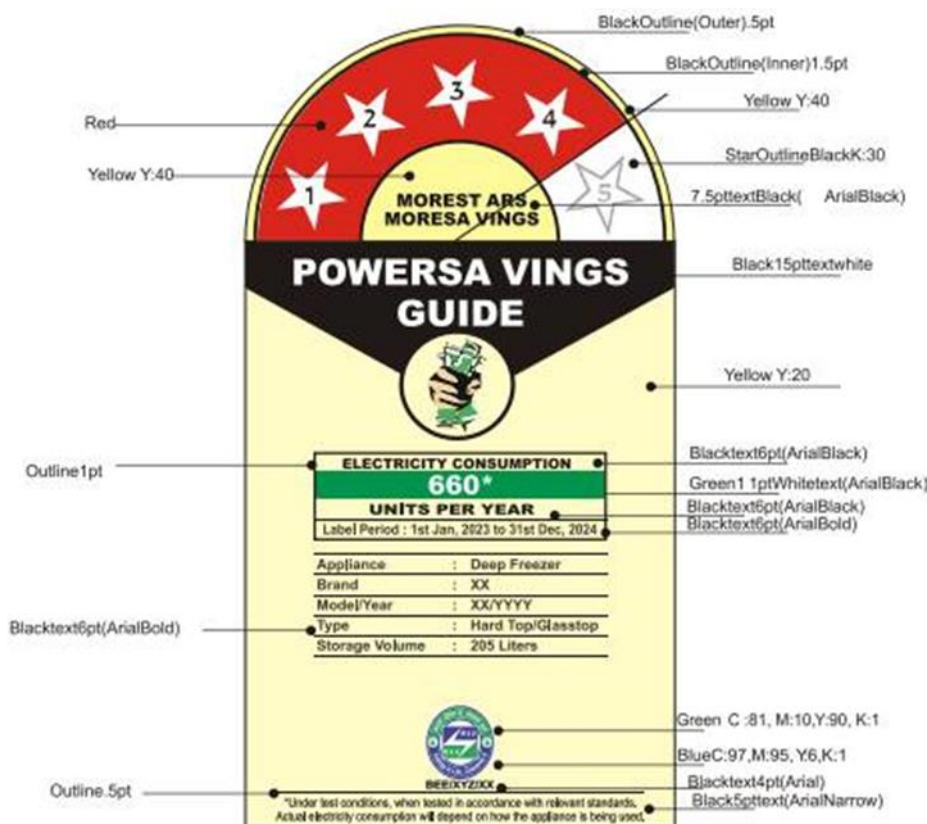 BlackOutline(Outer).5pt
BlackOutline(Inner)1.5pt
Yellow Y:40
Red
StarOutlineBlackK:30
Yellow Y:40
7.5pttextBlack( ArialBlack)
1
2
3
4
5
MOREST ARS
MORESA VINGS
POWERSA VINGS
GUIDE
Black15pttextwhite
Yellow Y:20
Outline1pt
ELECTRICITY CONSUMPTION
660*
UNITS PER YEAR
Label Period : 1st Jan, 2023 to 31st Dec, 2024
Blacktext6pt(ArialBlack)
Green1 1ptWhitetext(ArialBlack)
Blacktext6pt(ArialBlack)
Blacktext6pt(ArialBold)
Appliance : Deep Freezer
Brand : XX
Model/Year : XX/YYYY
Type : Hard Top/Glasstop
Storage Volume : 205 Liters
Blacktext6pt(ArialBold)
Green C :81, M:10,Y:90, K:1
BlueC:97,M:95, Y:6,K:1
BEE/XYZ/XX
Blacktext4pt(Arial)
Outline.5pt
Black5pttext(ArialNarrow)
*Under test conditions, when tested in accordance with relevant standards.
Actual electricity consumption will depend on how the appliance is being used.